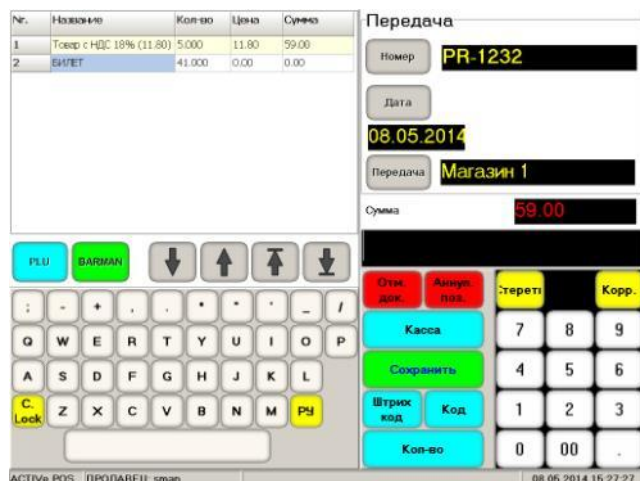 Nr. Название Кол-во Цена Сумма
1 Товар с НДС 18% (11.80) 5.000 11.80 59.00
2 БИЛЕТ 41.000 0.00 0.00
Передача
Номер PR-1232
Дата
08.05.2014
Передача Магазин 1
Сумма 59.00
PLU BARMAN
Отм. док. Аннул. поз. Стерети Корр.
; - + , . * " _ /
Q W E R T Y U I O P
A S D F G H J K L
C. Lock Z X C V B N M РУ
Касса 7 8 9
Сохранить 4 5 6
Штрих код Код 1 2 3
Кол-во 0 00 .
ACTIVe POS ПРОДАВЕЦ: 08.05.2014 15:27:27